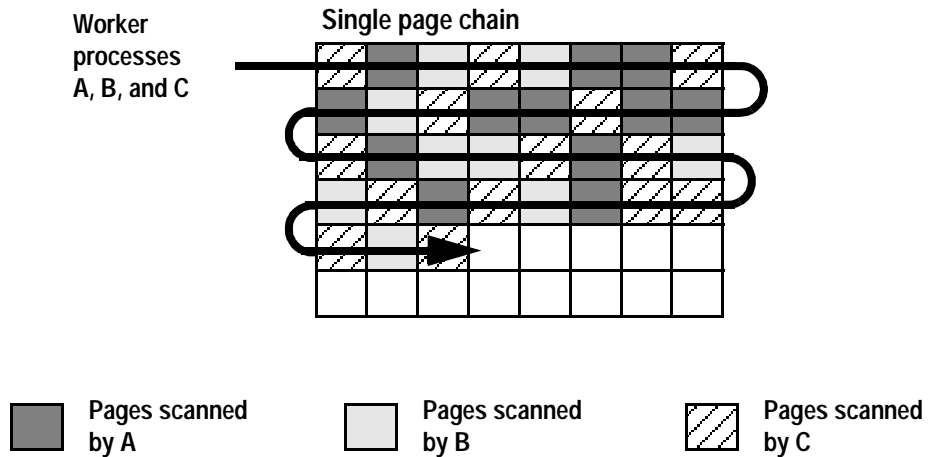 Worker
processes
A, B, and C
Single page chain
Pages scanned
by A
Pages scanned
by B
Pages scanned
by C